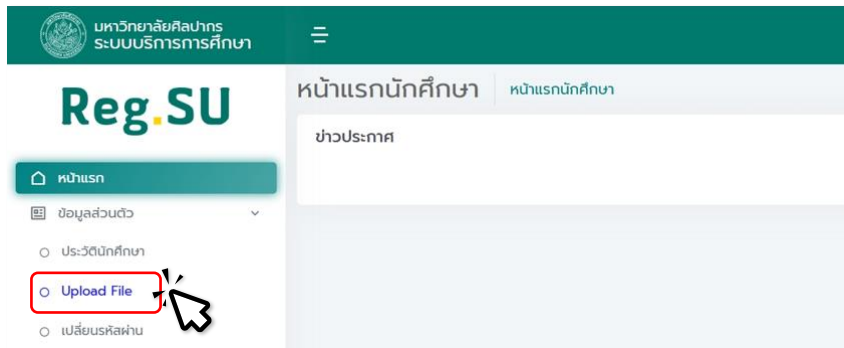 มหาวิทยาลัยศิลปากร
ระบบบริการการศึกษา
Reg.SU
หน้าแรก
ข้อมูลส่วนตัว
ประวัตินักศึกษา
Upload File
เปลี่ยนรหัสผ่าน
หน้าแรกนักศึกษา
หน้าแรกนักศึกษา
ข่าวประกาศ